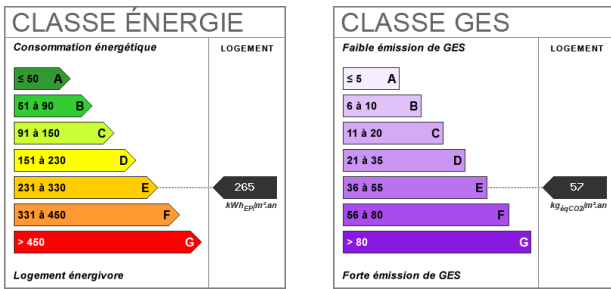 CLASSE ÉNERGIE
Consommation énergétique
LOGEMENT
≤ 50 A
51 à 90 B
91 à 150 C
151 à 230 D
231 à 330 E
265
kWhEP/m².an
331 à 450 F
> 450 G
Logement énergivore
CLASSE GES
Faible émission de GES
LOGEMENT
≤ 5 A
6 à 10 B
11 à 20 C
21 à 35 D
36 à 55 E
57
kgéqCO2/m².an
56 à 80 F
> 80 G
Forte émission de GES